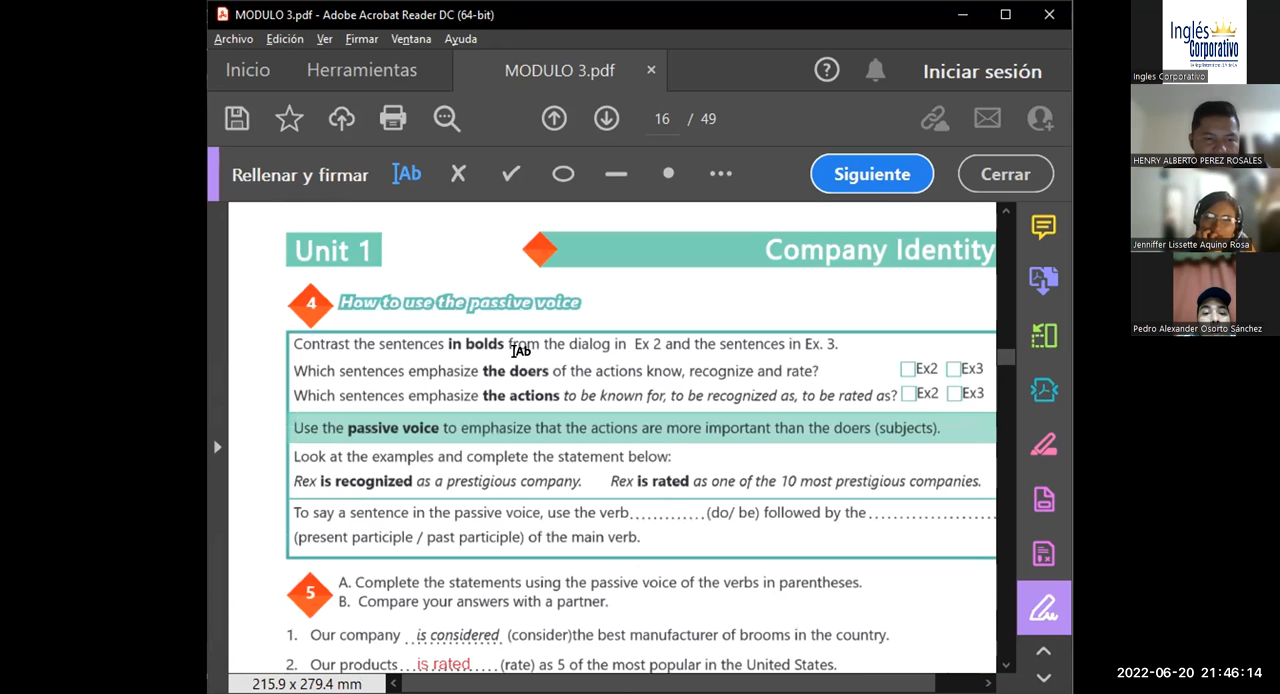 MODULO 3.pdf - Adobe Acrobat Reader DC (64-bit)
Archivo Edición Ver Firmar Ventana Ayuda
Inicio Herramientas MODULO 3.pdf Iniciar sesión
16 / 49
Rellenar y firmar Ab Siguiente Cerrar
Unit 1 Company Identity
4 How to use the passive voice
Contrast the sentences in bolds from the dialog in Ex 2 and the sentences in Ex. 3.
Which sentences emphasize the doers of the actions know, recognize and rate? Ex2 Ex3
Which sentences emphasize the actions to be known for, to be recognized as, to be rated as? Ex2 Ex3
Use the passive voice to emphasize that the actions are more important than the doers (subjects).
Look at the examples and complete the statement below:
Rex is recognized as a prestigious company. Rex is rated as one of the 10 most prestigious companies.
To say a sentence in the passive voice, use the verb............(do/ be) followed by the ......................
(present participle / past participle) of the main verb.
5 A. Complete the statements using the passive voice of the verbs in parentheses.
B. Compare your answers with a partner.
1. Our company ..is considered (consider)the best manufacturer of brooms in the country.
2. Our products...is rated.....(rate) as 5 of the most popular in the United States.
215.9 x 279.4 mm
Inglés
Corporativo
Ingles Corporativo
HENRY ALBERTO PEREZ ROSALES
Jenniffer Lissette Aquino Rosa
Pedro Alexander Osorto Sánchez
2022-06-20 21:46:14